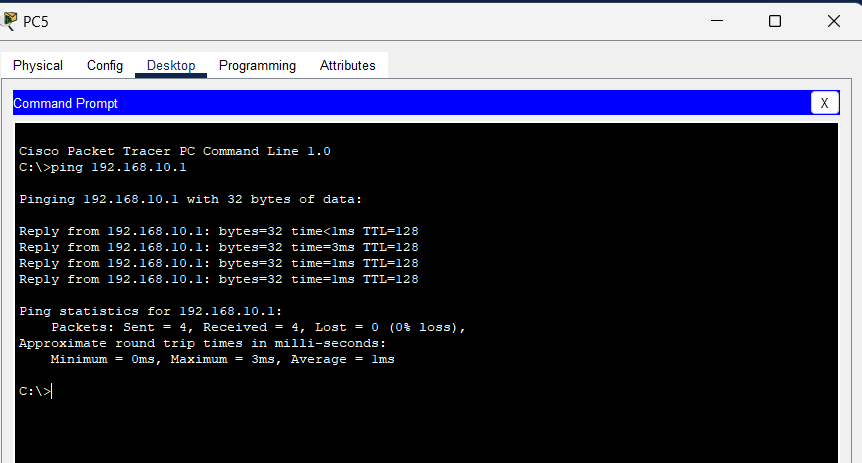 PC5
Physical Config Desktop Programming Attributes
Command Prompt X
Cisco Packet Tracer PC Command Line 1.0
C:\>ping 192.168.10.1
Pinging 192.168.10.1 with 32 bytes of data:
Reply from 192.168.10.1: bytes=32 time<1ms TTL=128
Reply from 192.168.10.1: bytes=32 time=3ms TTL=128
Reply from 192.168.10.1: bytes=32 time=1ms TTL=128
Reply from 192.168.10.1: bytes=32 time=1ms TTL=128
Ping statistics for 192.168.10.1:
    Packets: Sent = 4, Received = 4, Lost = 0 (0% loss),
Approximate round trip times in milli-seconds:
    Minimum = 0ms, Maximum = 3ms, Average = 1ms
C:\>